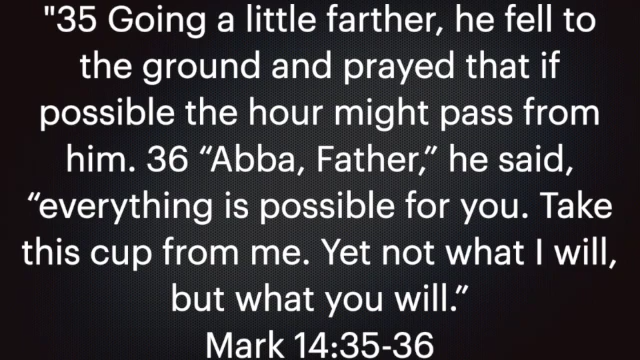 "35 Going a little farther, he fell to
the ground and prayed that if
possible the hour might pass from
him. 36 “Abba, Father,” he said,
“everything is possible for you. Take
this cup from me. Yet not what I will,
but what you will.”
Mark 14:35-36